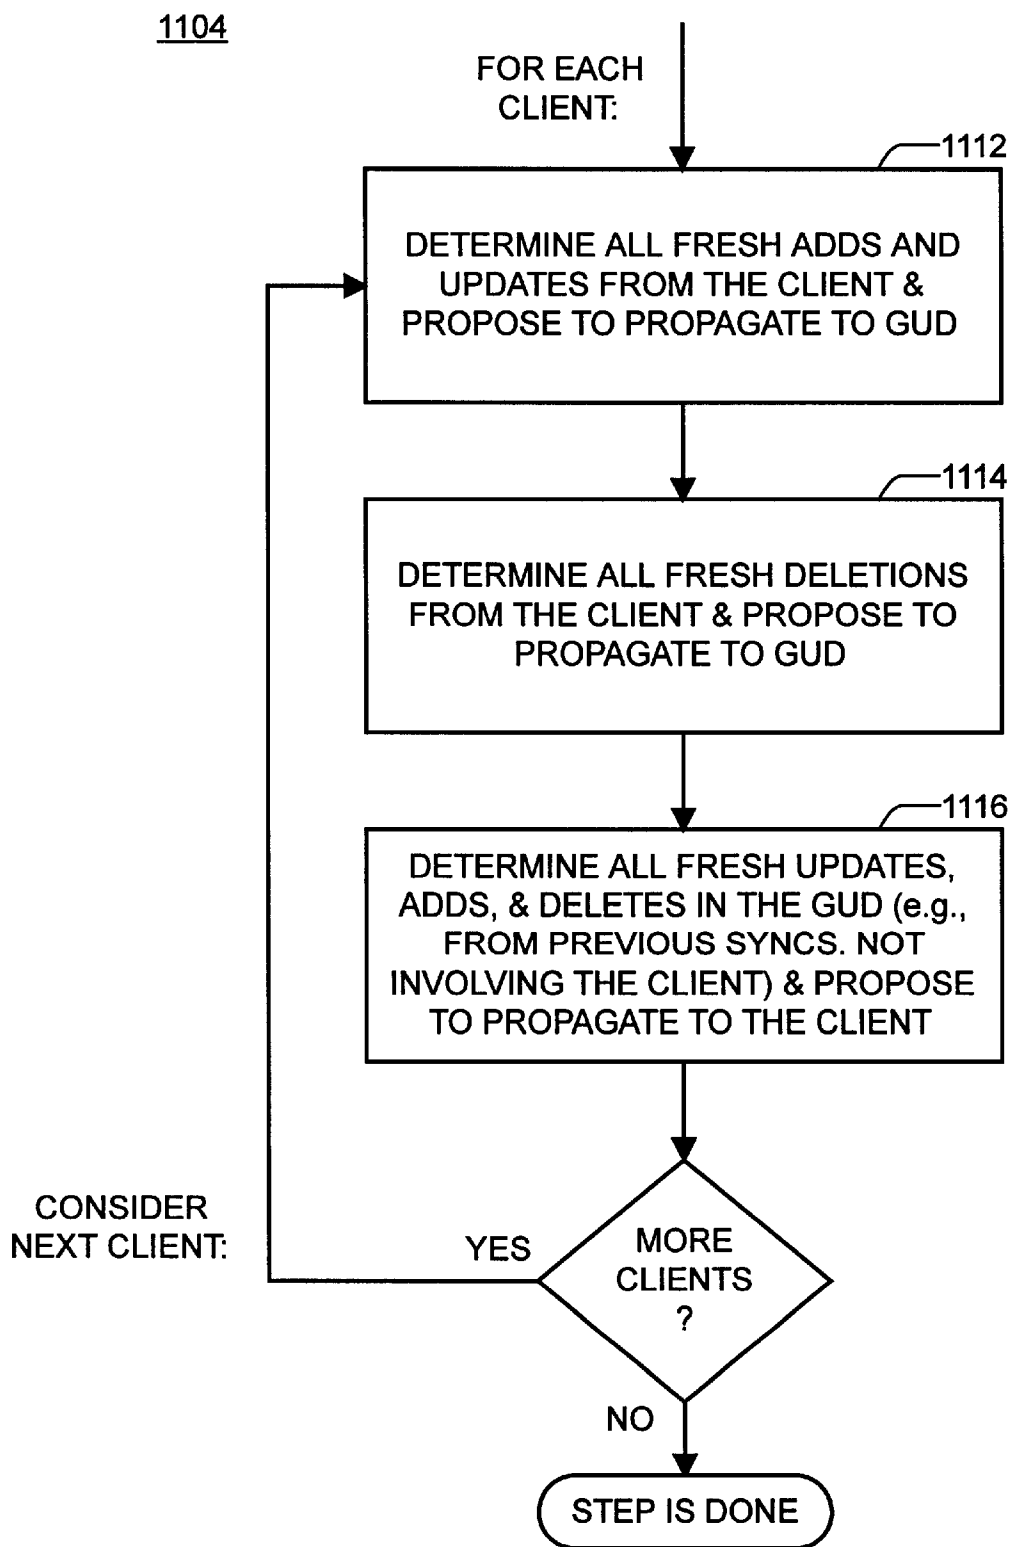 1104
FOR EACH
CLIENT:
1112
DETERMINE ALL FRESH ADDS AND
UPDATES FROM THE CLIENT &
PROPOSE TO PROPAGATE TO GUD
1114
DETERMINE ALL FRESH DELETIONS
FROM THE CLIENT & PROPOSE TO
PROPAGATE TO GUD
1116
DETERMINE ALL FRESH UPDATES,
ADDS, & DELETES IN THE GUD (e.g.,
FROM PREVIOUS SYNCS. NOT
INVOLVING THE CLIENT) & PROPOSE
TO PROPAGATE TO THE CLIENT
CONSIDER
NEXT CLIENT:
YES
MORE
CLIENTS
?
NO
STEP IS DONE